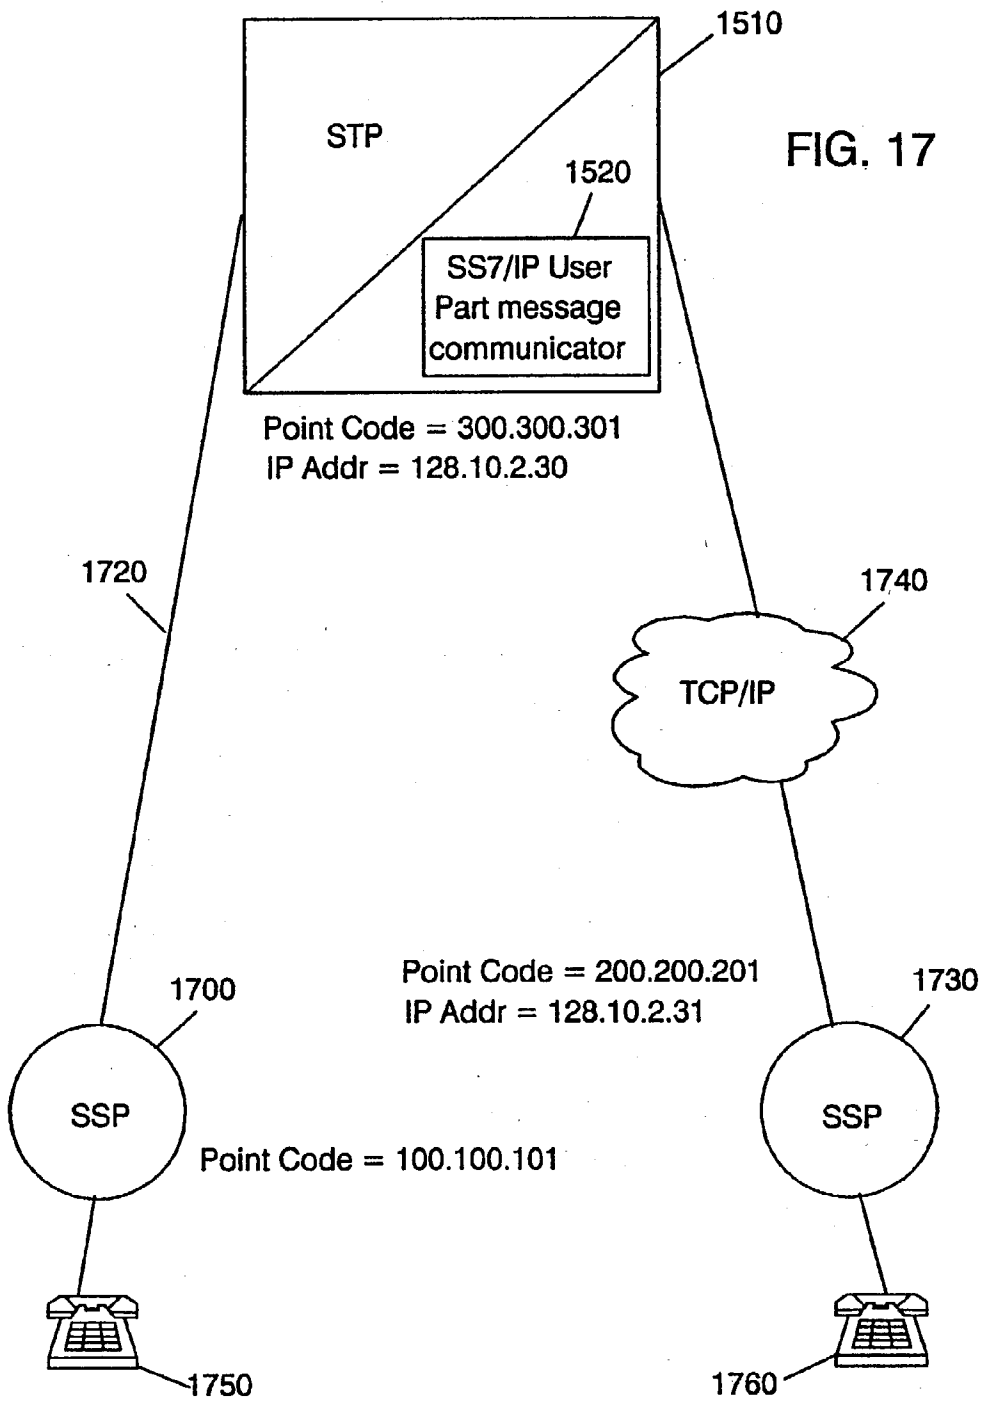 1510
STP
FIG. 17
1520
SS7/IP User
Part message
communicator
Point Code = 300.300.301
IP Addr = 128.10.2.30
1720
1740
TCP/IP
Point Code = 200.200.201
IP Addr = 128.10.2.31
1700
1730
SSP
SSP
Point Code = 100.100.101
1750
1760